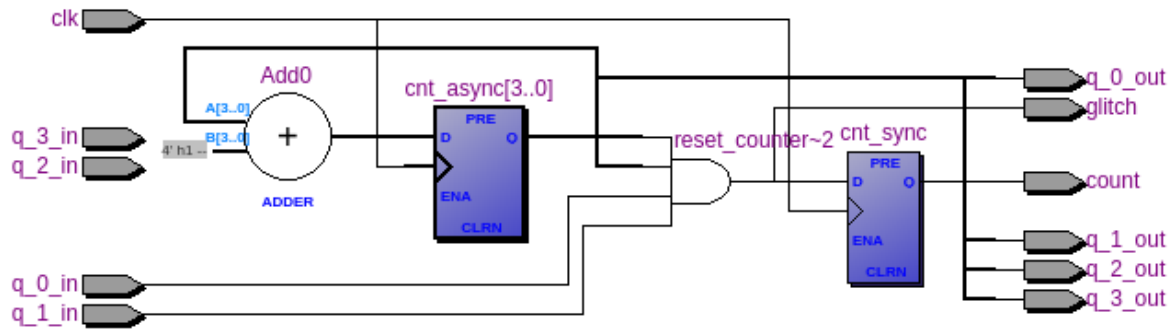 clk
Add0
cnt_async[3..0]
q_0_out
glitch
A[3..0]
PRE
reset_counter~2
cnt_sync
q_3_in
B[3..0]
+
D
Q
4' h1 --
PRE
q_2_in
D
Q
count
ADDER
ENA
CLRN
ENA
q_1_out
CLRN
q_2_out
q_0_in
q_3_out
q_1_in